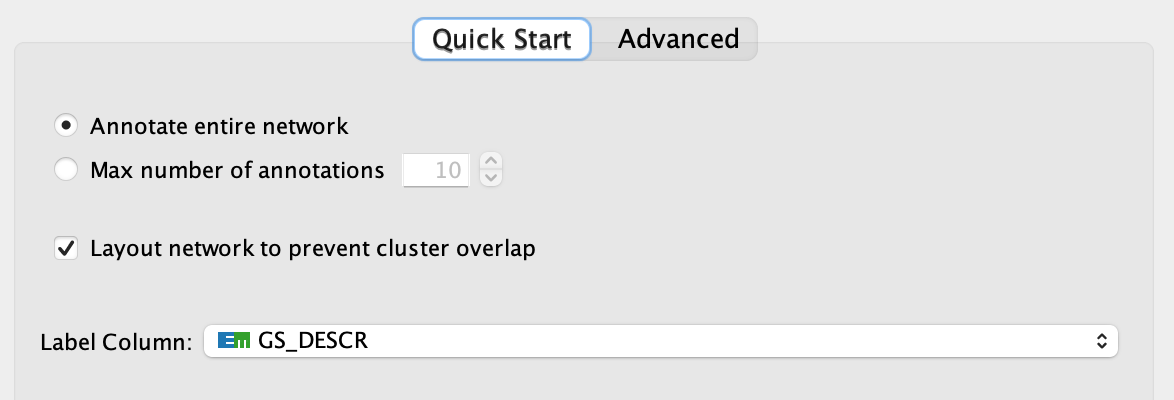 Quick Start Advanced
Annotate entire network
Max number of annotations 10
Layout network to prevent cluster overlap
Label Column: EM GS_DESCR